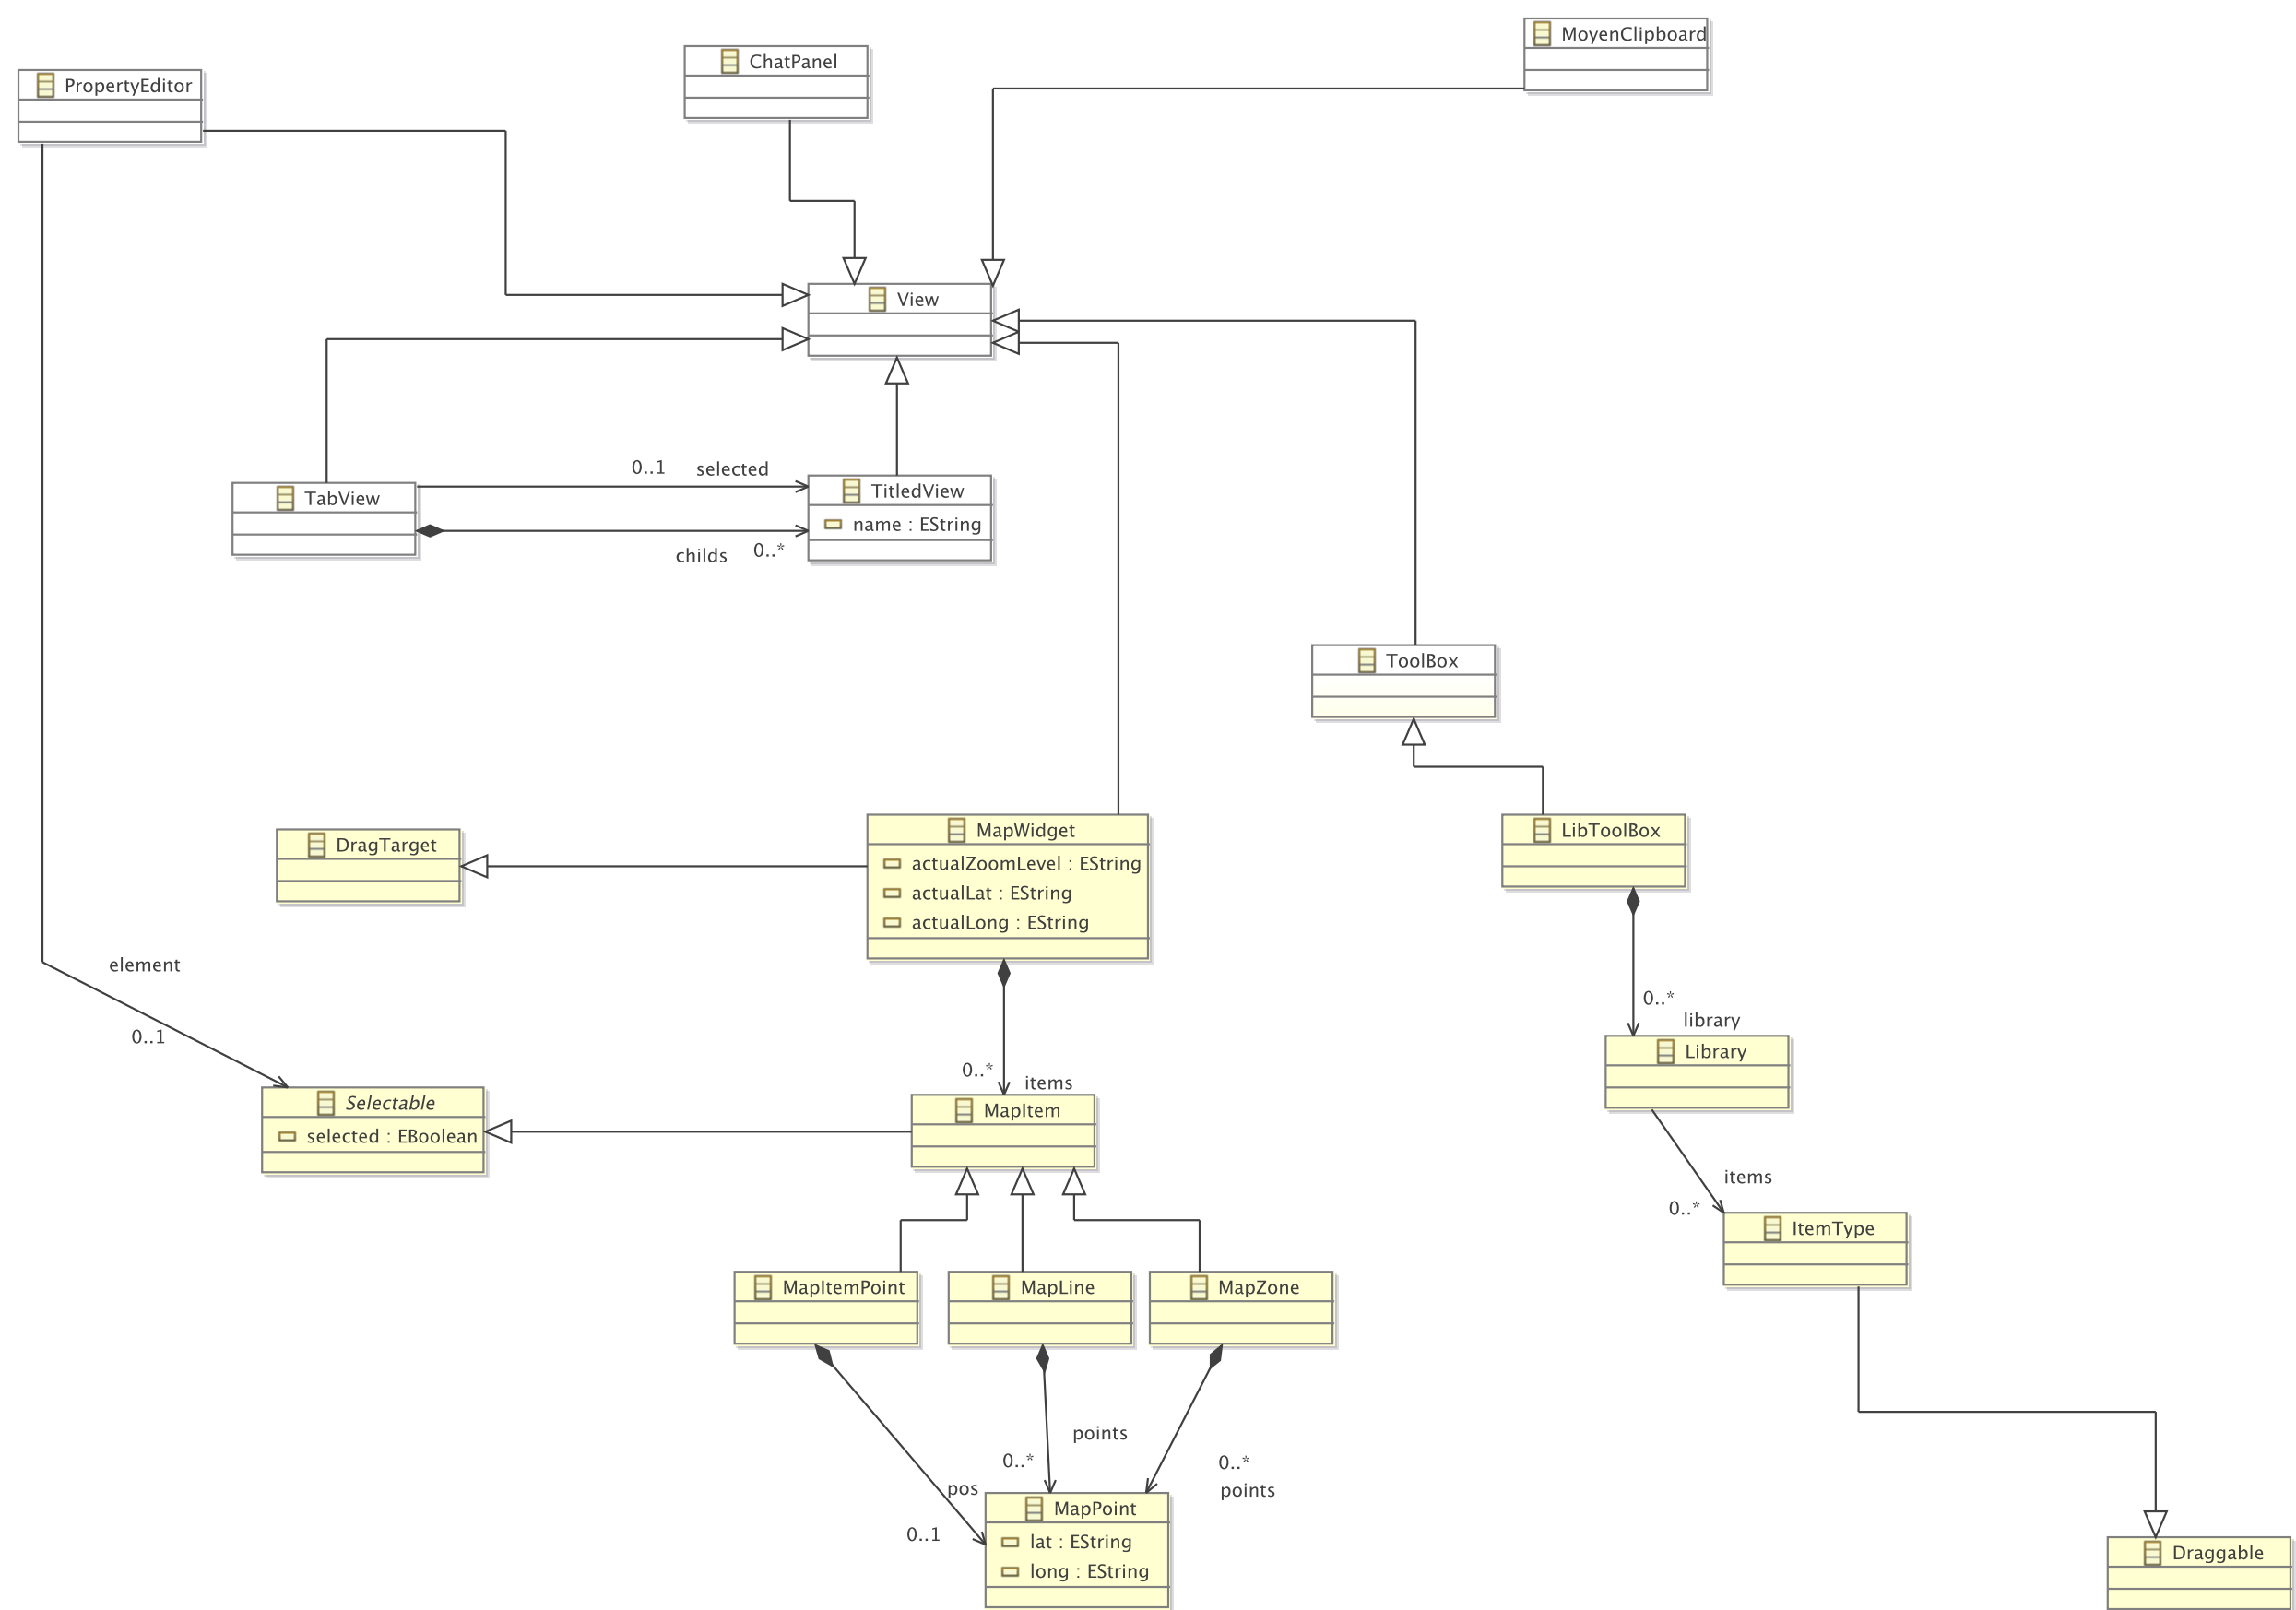 MoyenClipboard
ChatPanel
PropertyEditor
View
0..1 selected
TabView
TitledView
name : EString
childs 0..*
ToolBox
MapWidget
actualZoomLevel : EString
actualLat : EString
actualLong : EString
DragTarget
LibToolBox
element
0..1
0..*
library
Library
0..*
items
Selectable
selected : EBoolean
MapItem
items
0..*
ItemType
MapItemPoint
MapLine
MapZone
points
0..*
0..*
points
pos
0..1
MapPoint
lat : EString
long : EString
Draggable